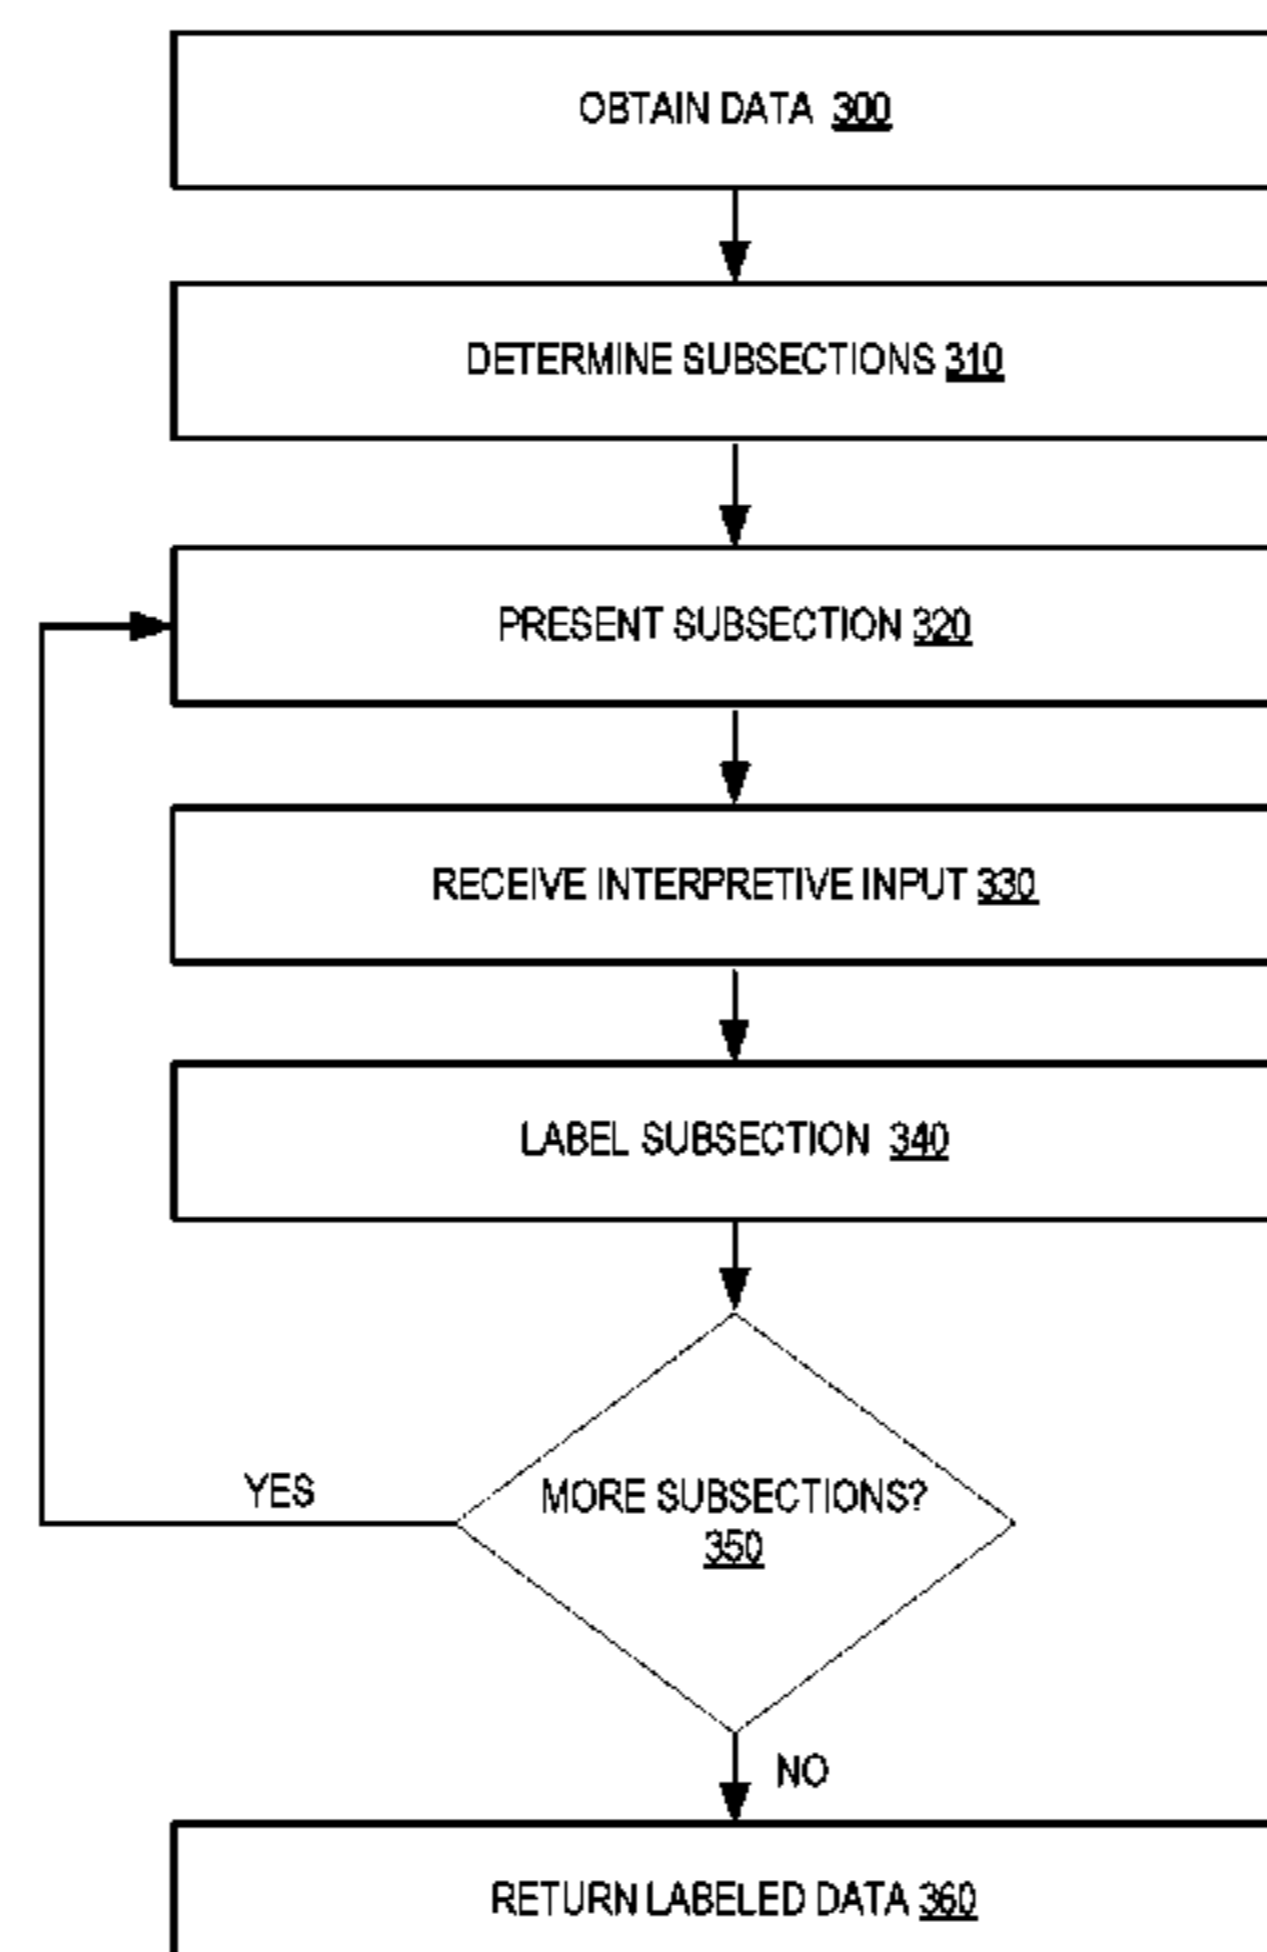 OBTAIN DATA 300
DETERMINE SUBSECTIONS 310
PRESENT SUBSECTION 320
RECEIVE INTERPRETIVE INPUT 330
LABEL SUBSECTION 340
YES
MORE SUBSECTIONS?
350
NO
RETURN LABELED DATA 360